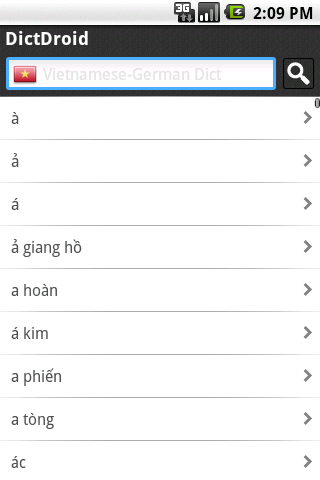 3G 2:09 PM
DictDroid
Vietnamese-German Dict
à
ả
á
ả giang hồ
a hoàn
á kim
a phiến
a tòng
ác